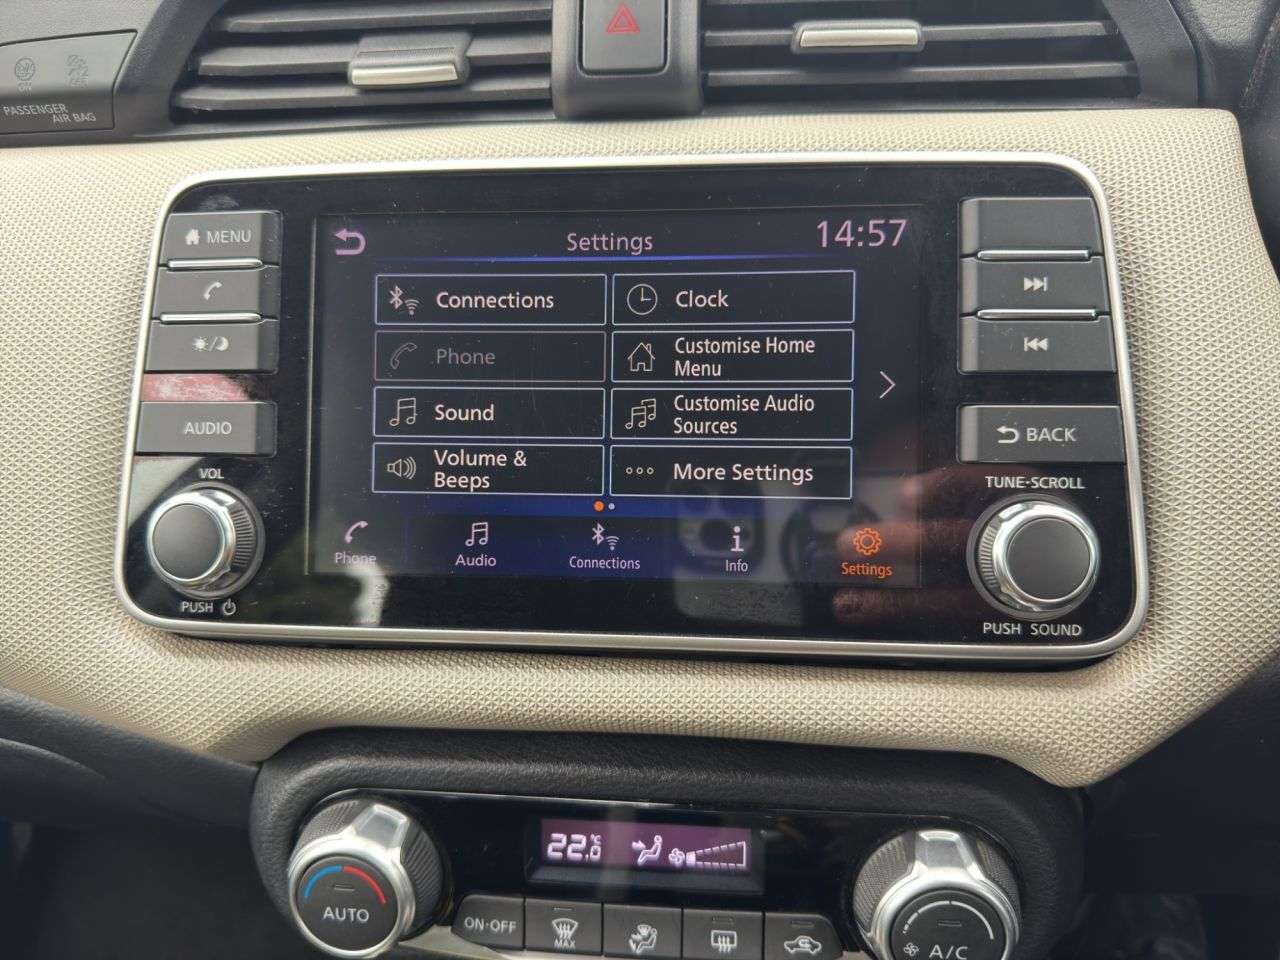 ON
OFF
PASSENGER
AIR BAG
MENU
AUDIO
VOL
PUSH
Settings
14:57
Connections
Clock
Phone
Customise Home
Menu
Sound
Customise Audio
Sources
Volume &
Beeps
More Settings
Phone
Audio
Connections
Info
Settings
BACK
TUNE·SCROLL
PUSH SOUND
22.0°C
AUTO
ON·OFF
MAX
A/C